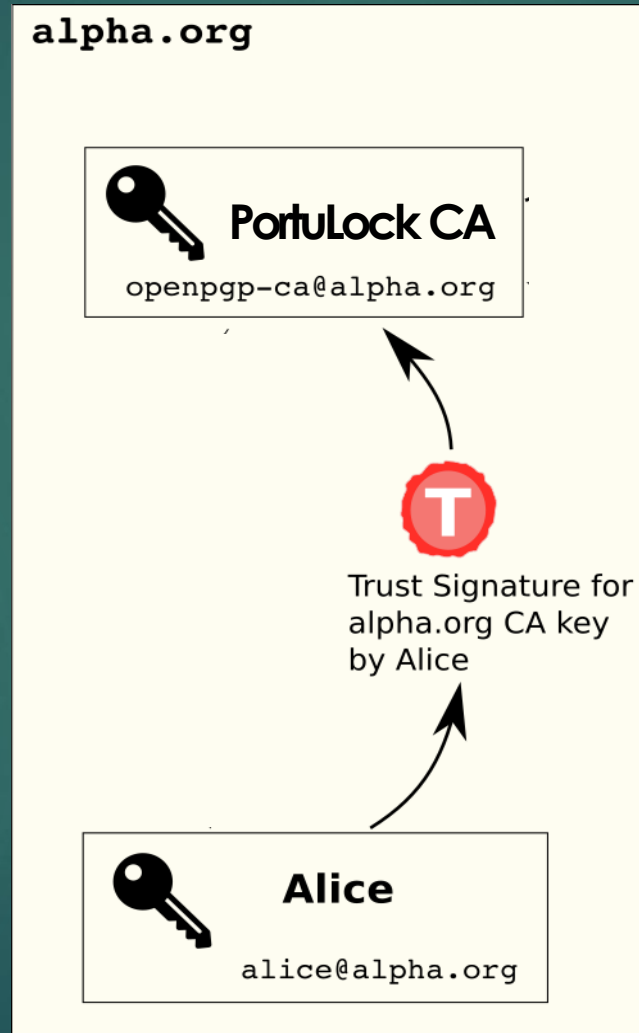 alpha.org
PortuLock CA
openpgp-ca@alpha.org
T
Trust Signature for
alpha.org CA key
by Alice
Alice
alice@alpha.org